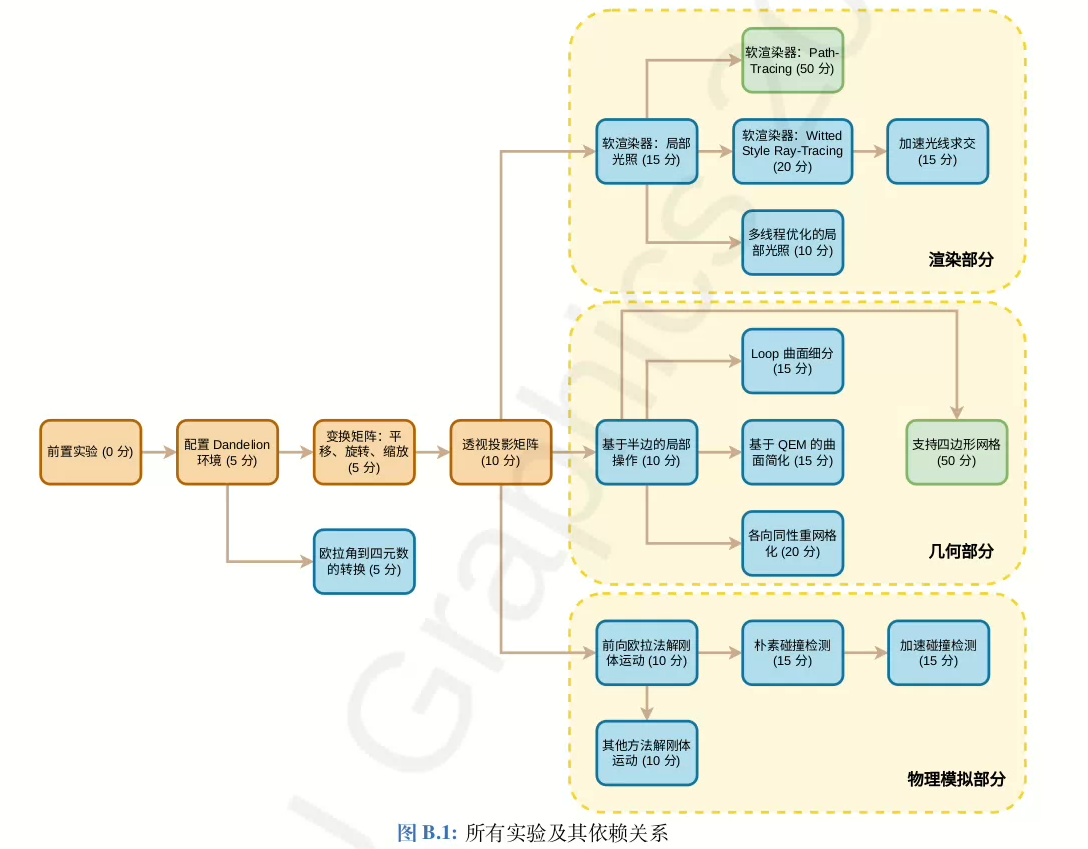 软渲染器：Path-
Tracing (50 分)
软渲染器：局部
光照 (15 分)
软渲染器：Witted
Style Ray-Tracing
(20 分)
加速光线求交
(15 分)
多线程优化的局
部光照 (10 分)
渲染部分
Loop 曲面细分
(15 分)
前置实验 (0 分)
配置 Dandelion
环境 (5 分)
变换矩阵：平
移、旋转、缩放
(5 分)
透视投影矩阵
(10 分)
基于半边的局部
操作 (10 分)
基于 QEM 的曲
面简化 (15 分)
支持四边形网格
(50 分)
欧拉角到四元数
的转换 (5 分)
各向同性重网格
化 (20 分)
几何部分
前向欧拉法解刚
体运动 (10 分)
朴素碰撞检测
(15 分)
加速碰撞检测
(15 分)
其他方法解刚体
运动 (10 分)
物理模拟部分
图 B.1: 所有实验及其依赖关系
Graphics